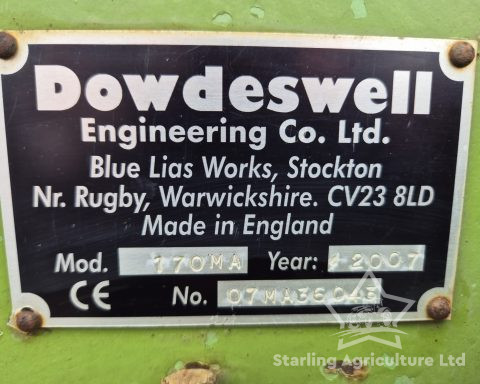 Dowdeswell
Engineering Co. Ltd.
Blue Lias Works, Stockton
Nr. Rugby, Warwickshire. CV23 8LD
Made in England
Mod. 170MA Year: 2007
CE No. 07MA36043
Starling Agriculture Ltd